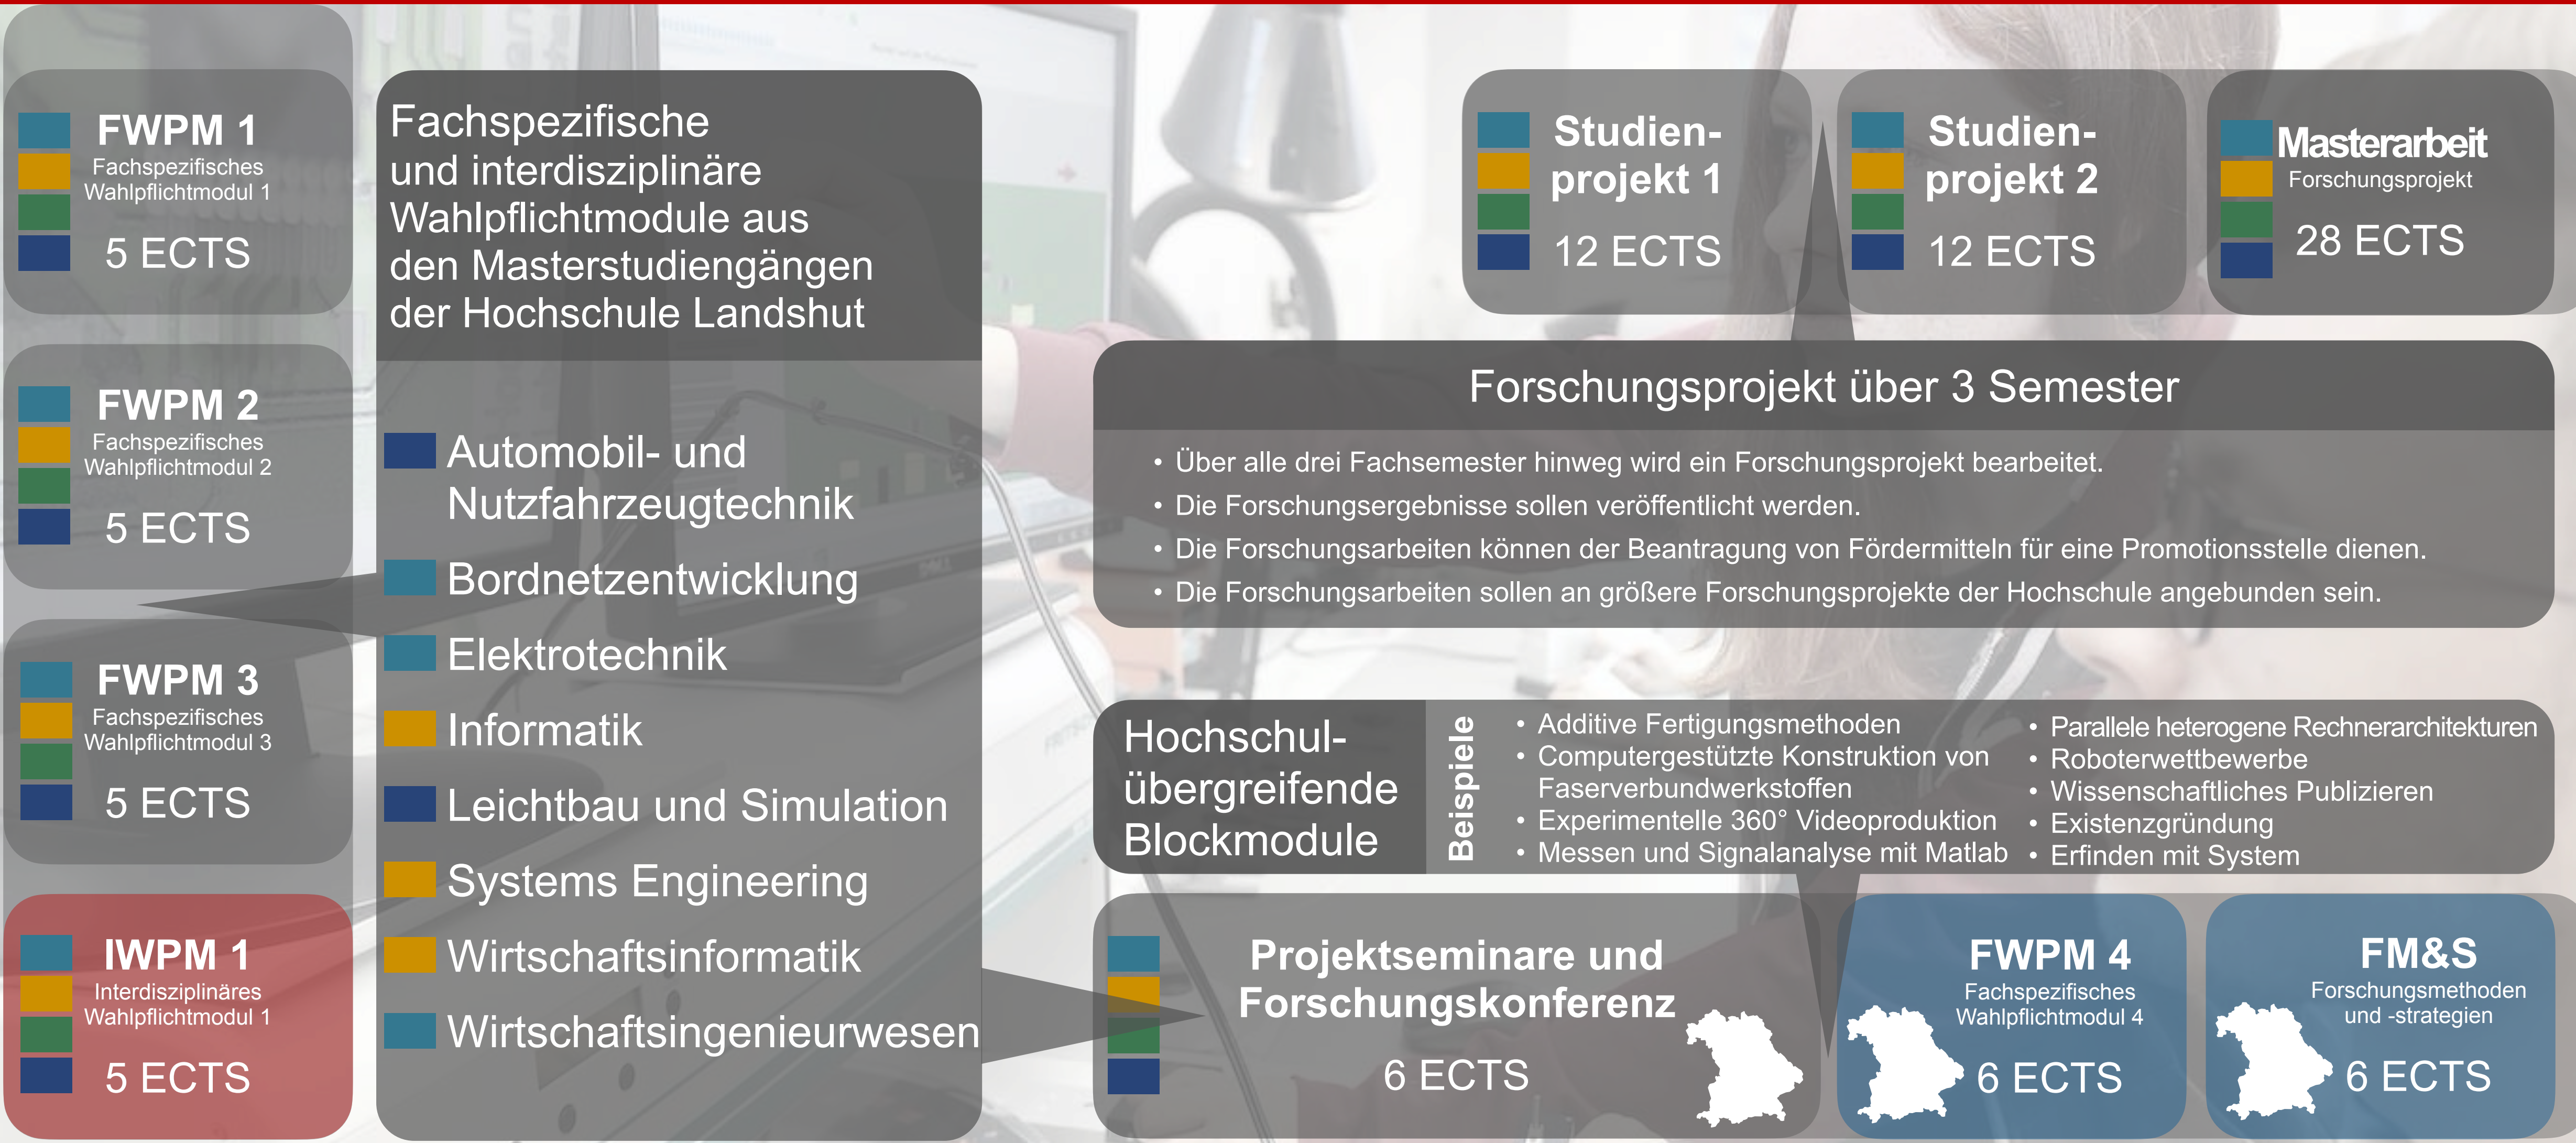 FWPM 1
Fachspezifisches
Wahlpflichtmodul 1
5 ECTS
FWPM 2
Fachspezifisches
Wahlpflichtmodul 2
5 ECTS
FWPM 3
Fachspezifisches
Wahlpflichtmodul 3
5 ECTS
IWPM 1
Interdisziplinäres
Wahlpflichtmodul 1
5 ECTS
Fachspezifische
und interdisziplinäre
Wahlpflichtmodule aus
den Masterstudiengängen
der Hochschule Landshut
Automobil- und
Nutzfahrzeugtechnik
Bordnetzentwicklung
Elektrotechnik
Informatik
Leichtbau und Simulation
Systems Engineering
Wirtschaftsinformatik
Wirtschaftsingenieurwesen
Studien-
projekt 1
12 ECTS
Studien-
projekt 2
12 ECTS
Masterarbeit
Forschungsprojekt
28 ECTS
Forschungsprojekt über 3 Semester
• Über alle drei Fachsemester hinweg wird ein Forschungsprojekt bearbeitet.
• Die Forschungsergebnisse sollen veröffentlicht werden.
• Die Forschungsarbeiten können der Beantragung von Fördermitteln für eine Promotionsstelle dienen.
• Die Forschungsarbeiten sollen an größere Forschungsprojekte der Hochschule angebunden sein.
Hochschul-
übergreifende
Blockmodule
Beispiele
• Additive Fertigungsmethoden
• Computergestützte Konstruktion von
Faserverbundwerkstoffen
• Experimentelle 360° Videoproduktion
• Messen und Signalanalyse mit Matlab
• Parallele heterogene Rechnerarchitekturen
• Roboterwettbewerbe
• Wissenschaftliches Publizieren
• Existenzgründung
• Erfinden mit System
Projektseminare und
Forschungskonferenz
6 ECTS
FWPM 4
Fachspezifisches
Wahlpflichtmodul 4
6 ECTS
FM&S
Forschungsmethoden
und -strategien
6 ECTS